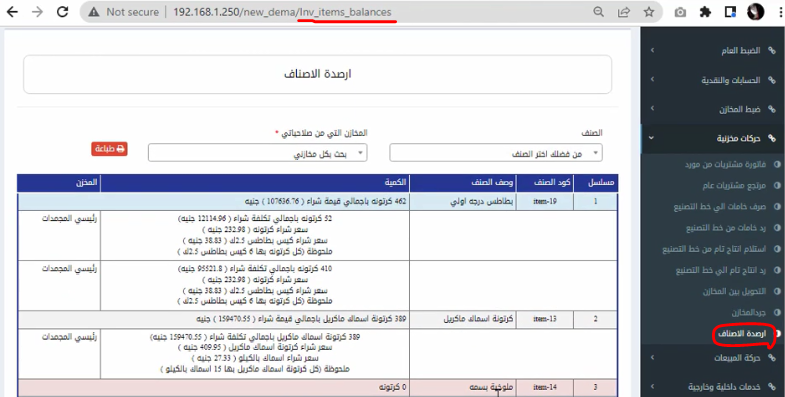 Not secure | 192.168.1.250/new_dema/Inv_items_balances
ارصدة الاصناف
الصنف
المخازن التي من صلاحياتي *
من فضلك اختر الصنف
بحث بكل مخازني
طباعة
مسلسل كود الصنف وصف الصنف الكمية المخزن
1 item-19 بطاطس درجه اولي 462 كرتونه باجمالي قيمة شراء ( 107636.76 ) جنيه
52 كرتونه باجمالي تكلفة شراء ( 12114.96 جنيه) رئيسي المجمدات
سعر شراء كرتونه ( 232.98 جنيه )
سعر شراء كيس بطاطس 2.5ك ( 38.83 جنيه )
ملحوظة (كل كرتونه بها 6 كيس بطاطس 2.5ك )
410 كرتونه باجمالي تكلفة شراء ( 95521.8 جنيه) رئيسي المجمدات
سعر شراء كرتونه ( 232.98 جنيه )
سعر شراء كيس بطاطس 2.5ك ( 38.83 جنيه )
ملحوظة (كل كرتونه بها 6 كيس بطاطس 2.5ك )
2 item-13 كرتونة اسماك ماكريل 389 كرتونة اسماك ماكريل باجمالي قيمة شراء ( 159470.55 ) جنيه
389 كرتونة اسماك ماكريل باجمالي تكلفة شراء ( 159470.55 جنيه) رئيسي المجمدات
سعر شراء كرتونة اسماك ماكريل ( 409.95 جنيه )
سعر شراء اسماك بالكيلو ( 27.33 جنيه )
ملحوظة (كل كرتونة اسماك ماكريل بها 15 اسماك بالكيلو )
3 item-14 ملوخية بسمه 0 كرتونه
الضبط العام
الحسابات والنقدية
ضبط المخازن
حركات مخزنية
فاتورة مشتريات من مورد
مرتجع مشتريات عام
صرف خامات الي خط التصنيع
رد خامات من خط التصنيع
استلام انتاج تام من خط التصنيع
رد انتاج تام الي خط التصنيع
التحويل بين المخازن
جردالمخازن
ارصدة الاصناف
حركة المبيعات
خدمات داخلية وخارجية